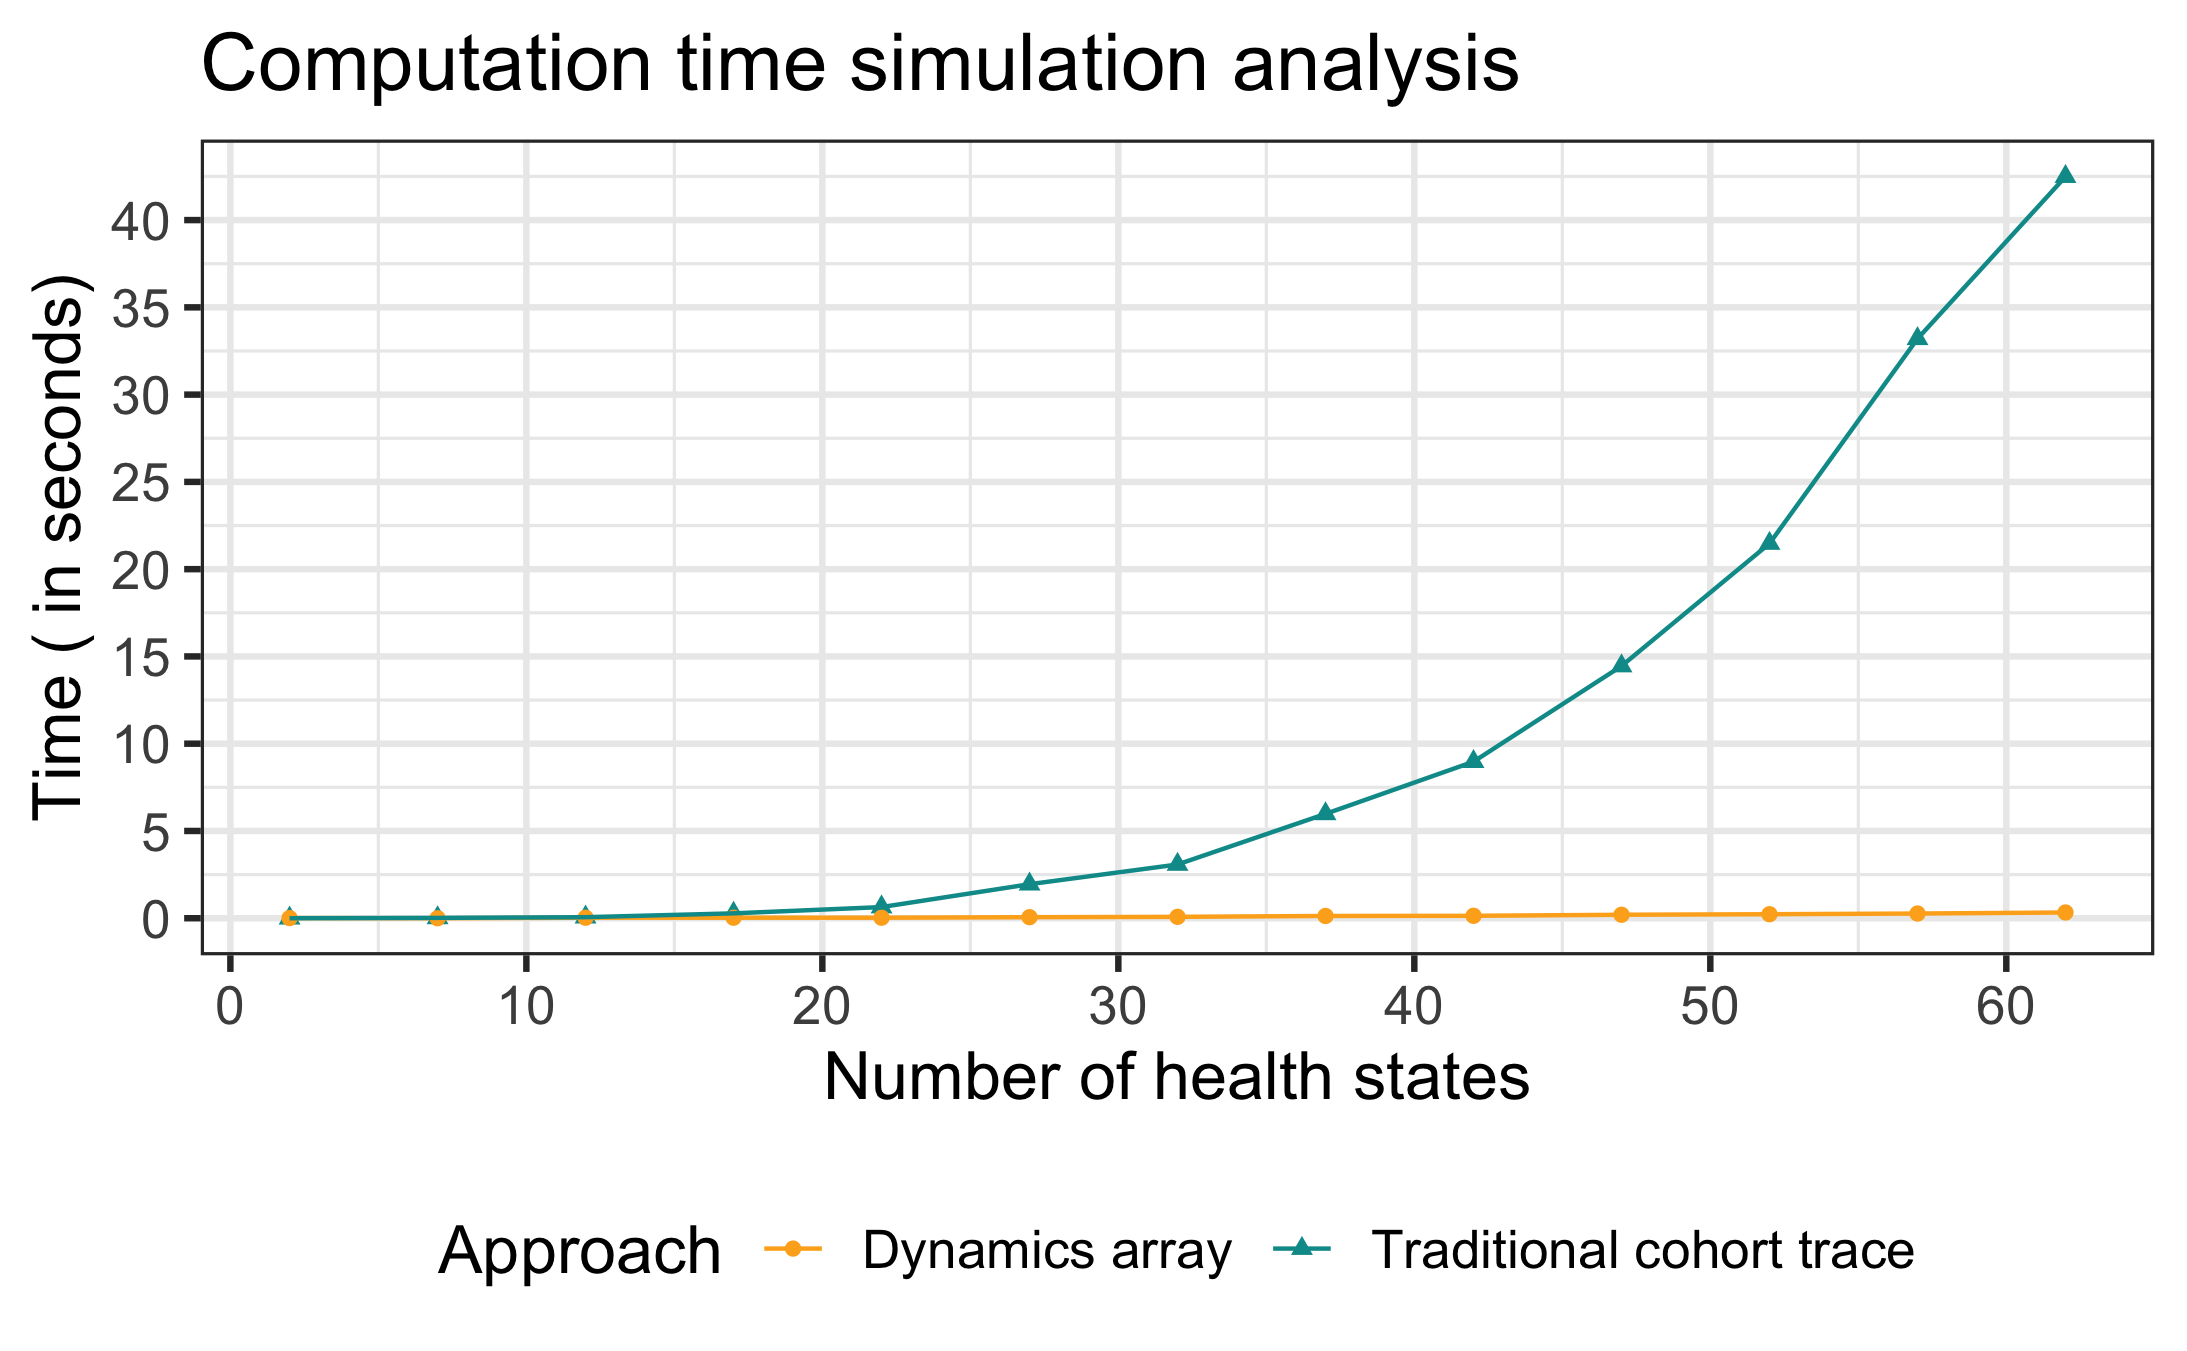 Computation time simulation analysis
Time ( in seconds)
40
35
30
25
20
15
10
5
0
0 10 20 30 40 50 60
Number of health states
Approach Dynamics array Traditional cohort trace